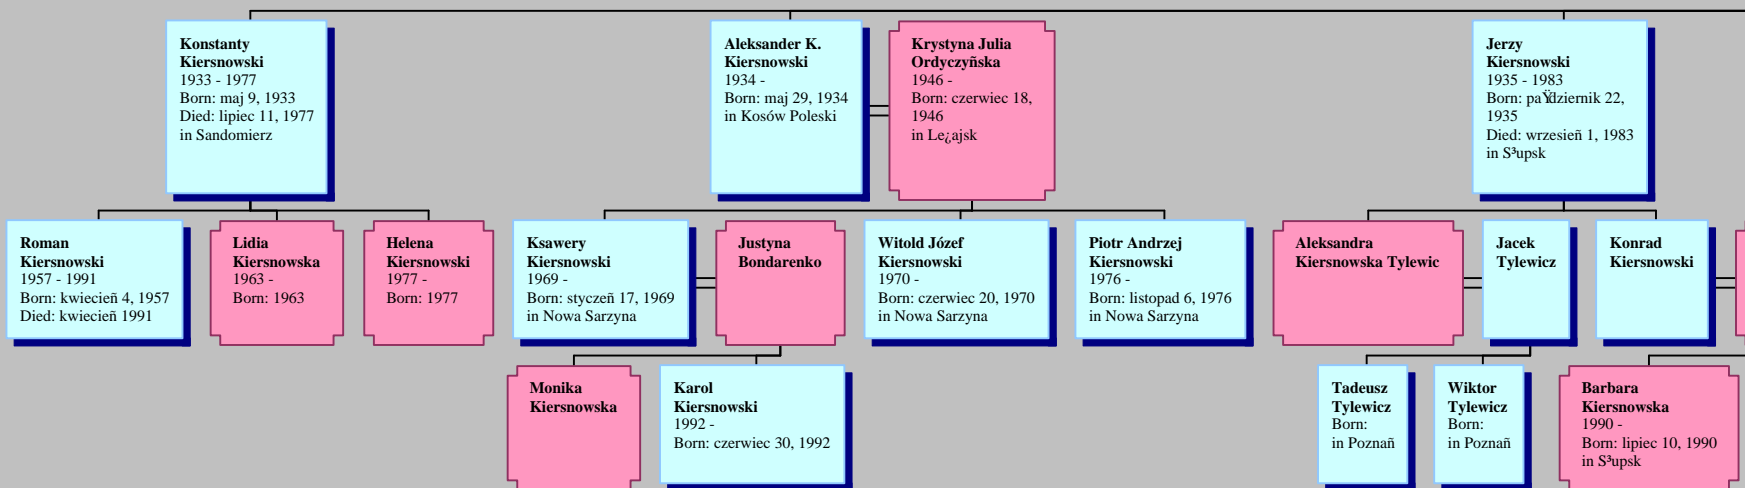 Konstanty
Kiersnowski
1933 - 1977
Born: maj 9, 1933
Died: lipiec 11, 1977
in Sandomierz
Aleksander K.
Kiersnowski
1934 -
Born: maj 29, 1934
in Kosów Poleski
Krystyna Julia
Ordyczyñska
1946 -
Born: czerwiec 18,
1946
in Le¿ajsk
Jerzy
Kiersnowski
1935 - 1983
Born: paŸdziernik 22,
1935
Died: wrzesieñ 1, 1983
in S³upsk
Roman
Kiersnowski
1957 - 1991
Born: kwiecieñ 4, 1957
Died: kwiecieñ 1991
Lidia
Kiersnowska
1963 -
Born: 1963
Helena
Kiersnowski
1977 -
Born: 1977
Ksawery
Kiersnowski
1969 -
Born: styczeñ 17, 1969
in Nowa Sarzyna
Justyna
Bondarenko
Witold Józef
Kiersnowski
1970 -
Born: czerwiec 20, 1970
in Nowa Sarzyna
Piotr Andrzej
Kiersnowski
1976 -
Born: listopad 6, 1976
in Nowa Sarzyna
Aleksandra
Kiersnowska Tylewic
Jacek
Tylewicz
Konrad
Kiersnowski
Monika
Kiersnowska
Karol
Kiersnowski
1992 -
Born: czerwiec 30, 1992
Tadeusz
Tylewicz
Born:
in Poznañ
Wiktor
Tylewicz
Born:
in Poznañ
Barbara
Kiersnowska
1990 -
Born: lipiec 10, 1990
in S³upsk